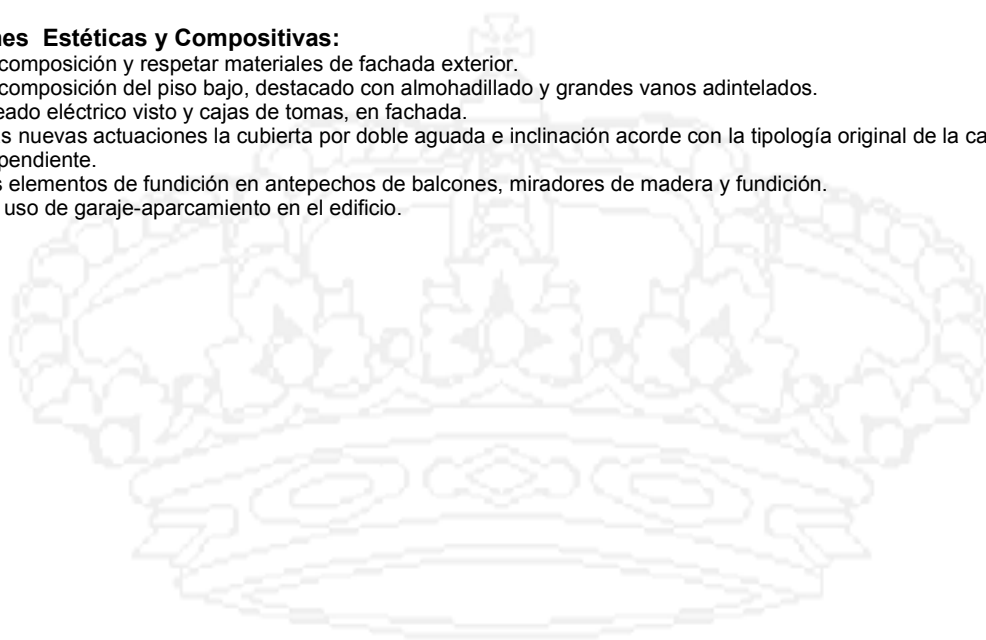 nes Estéticas y Compositivas:
composición y respetar materiales de fachada exterior.
composición del piso bajo, destacado con almohadillado y grandes vanos adintelados.
eado eléctrico visto y cajas de tomas, en fachada.
s nuevas actuaciones la cubierta por doble aguada e inclinación acorde con la tipología original de la ca
pendiente.
s elementos de fundición en antepechos de balcones, miradores de madera y fundición.
uso de garaje-aparcamiento en el edificio.